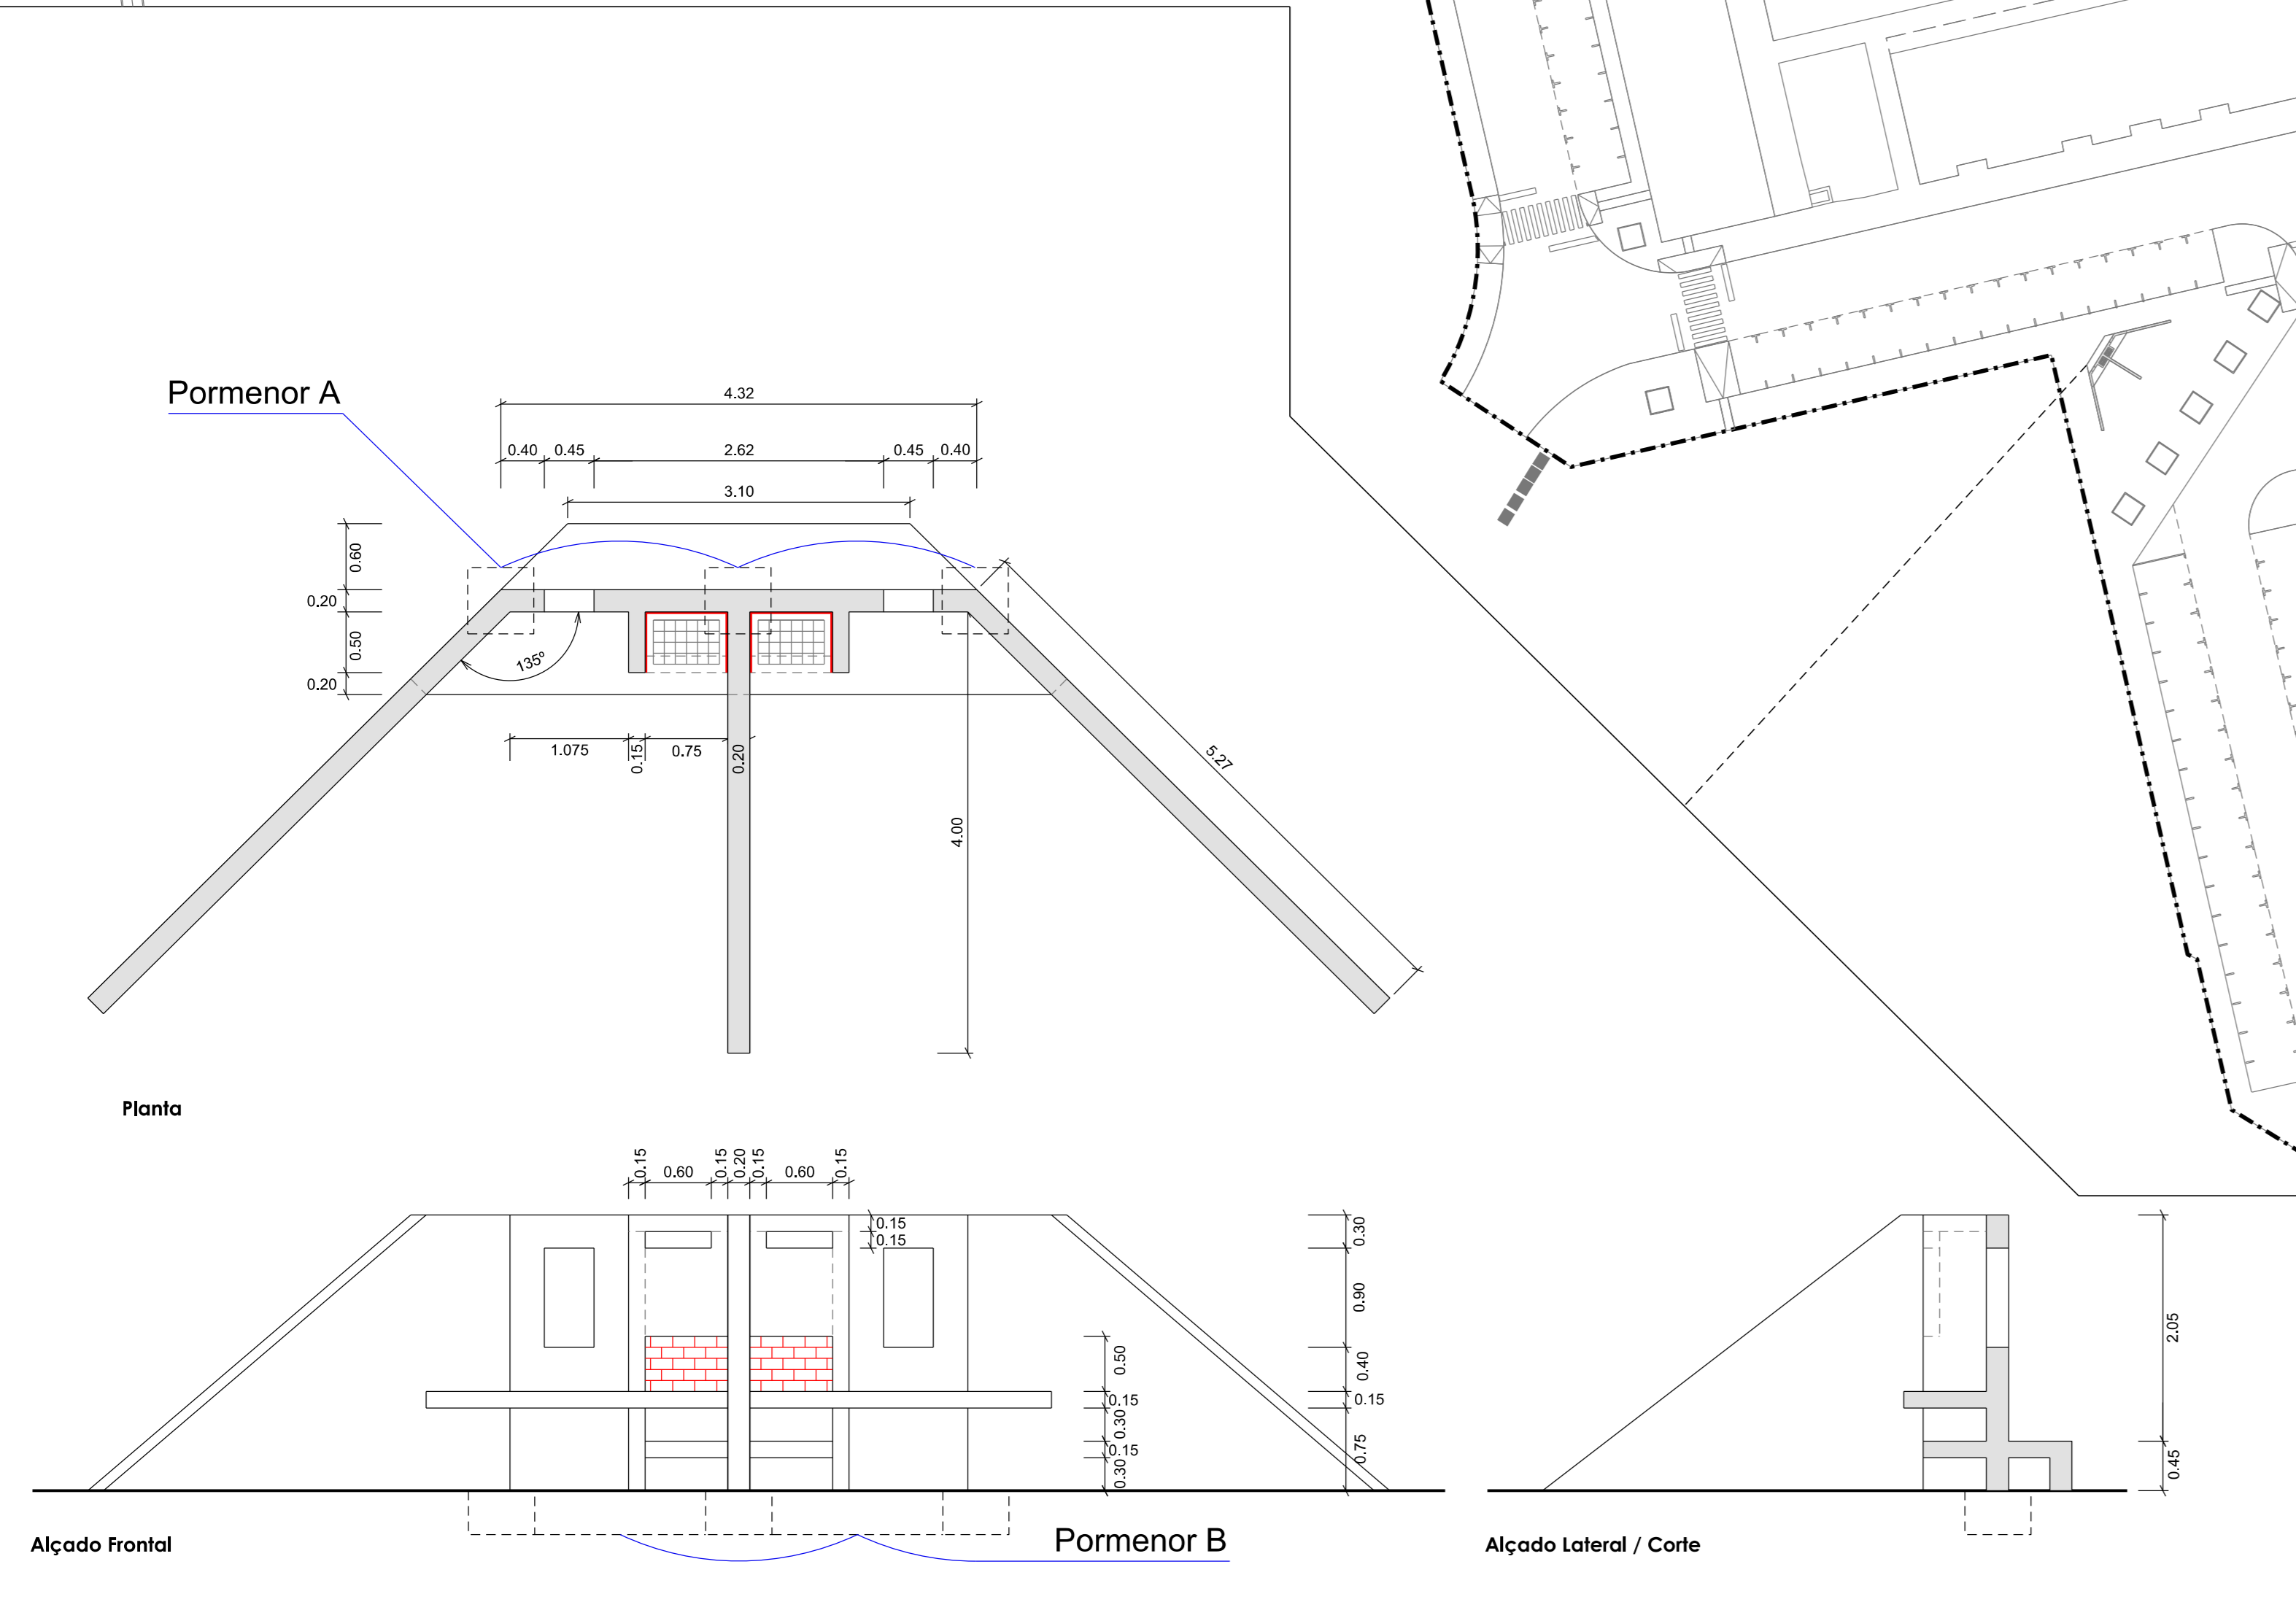 Pormenor A
4.32
0.40 0.45 2.62 0.45 0.40
3.10
0.60
0.20
0.50
0.20
135º
1.075 0.15 0.75 0.20
5.27
4.00
Planta
0.15 0.60 0.15 0.20 0.15 0.60 0.15
0.15
0.15
0.50
0.15
0.30
0.15
0.30
0.30
0.90
0.40
0.15
0.75
2.05
0.45
Alçado Frontal
Pormenor B
Alçado Lateral / Corte